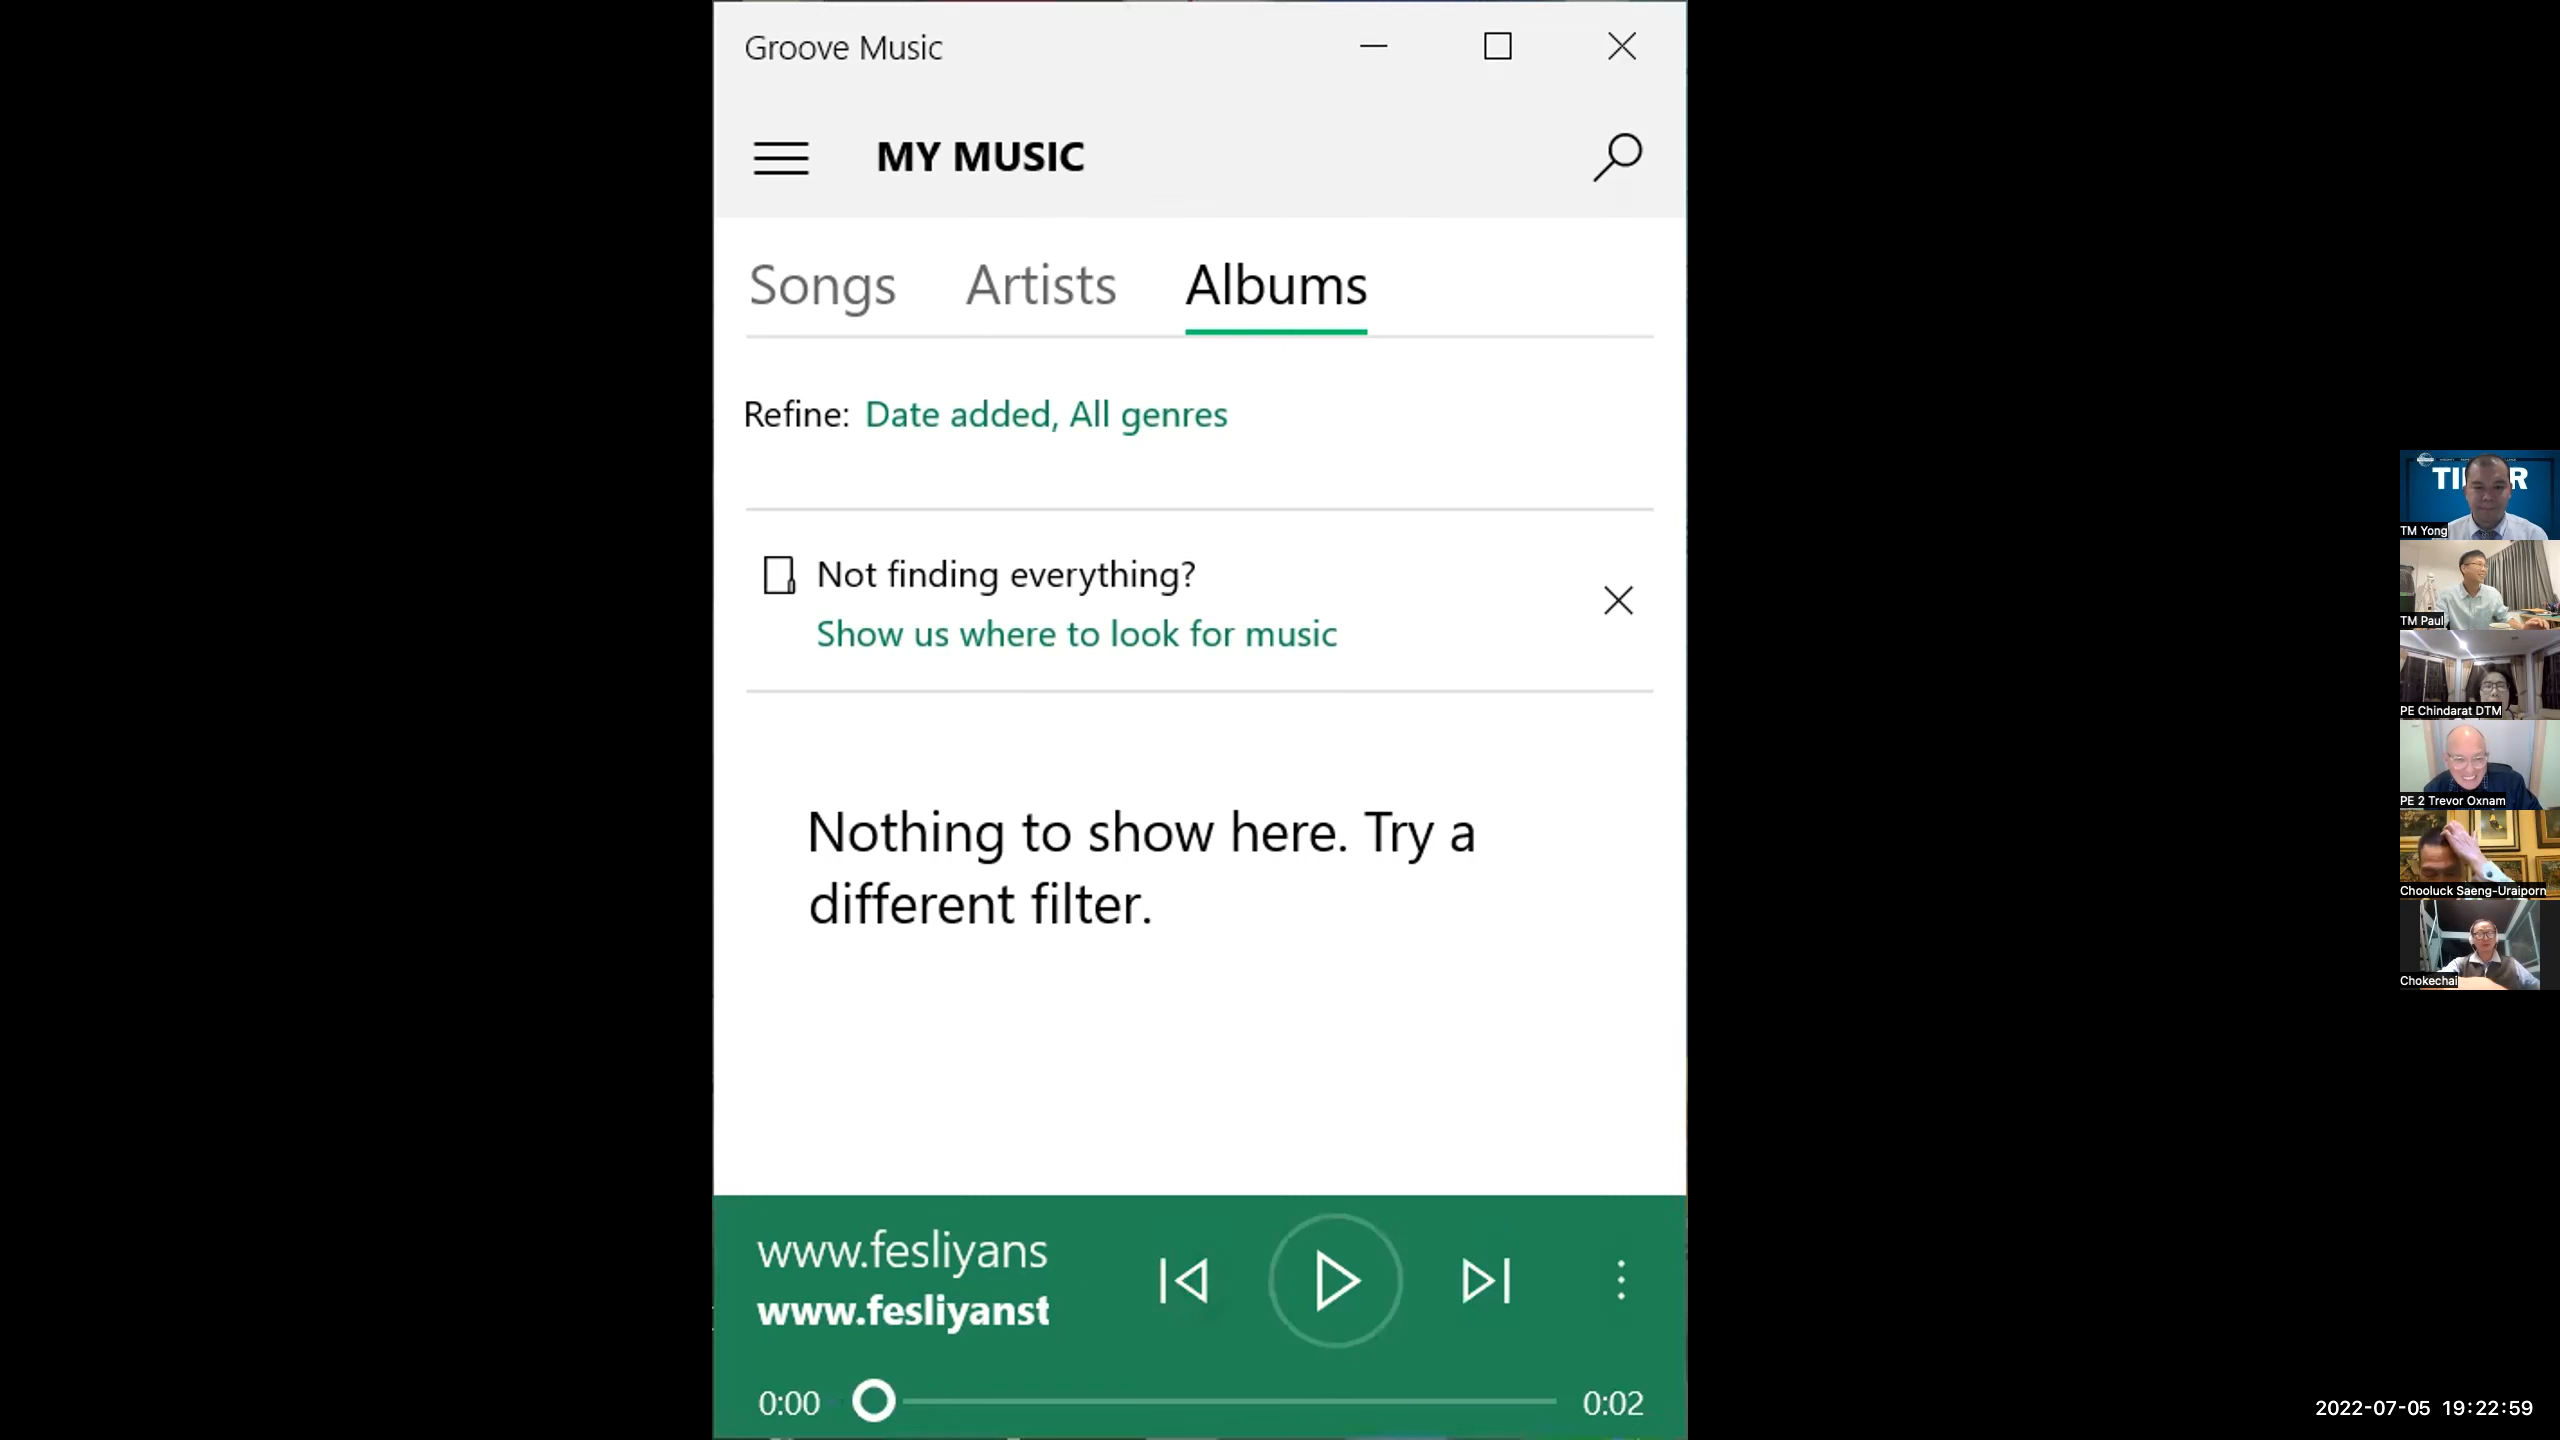 Groove Music
MY MUSIC
Songs Artists Albums
Refine: Date added, All genres
Not finding everything?
Show us where to look for music
Nothing to show here. Try a
different filter.
www.fesliyans
www.fesliyanst
0:00
0:02
TM Yong
TM Paul
PE Chindarat DTM
PE 2 Trevor Oxnam
Chooluck Saeng-Uraiporn
Chokechai
2022-07-05 19:22:59